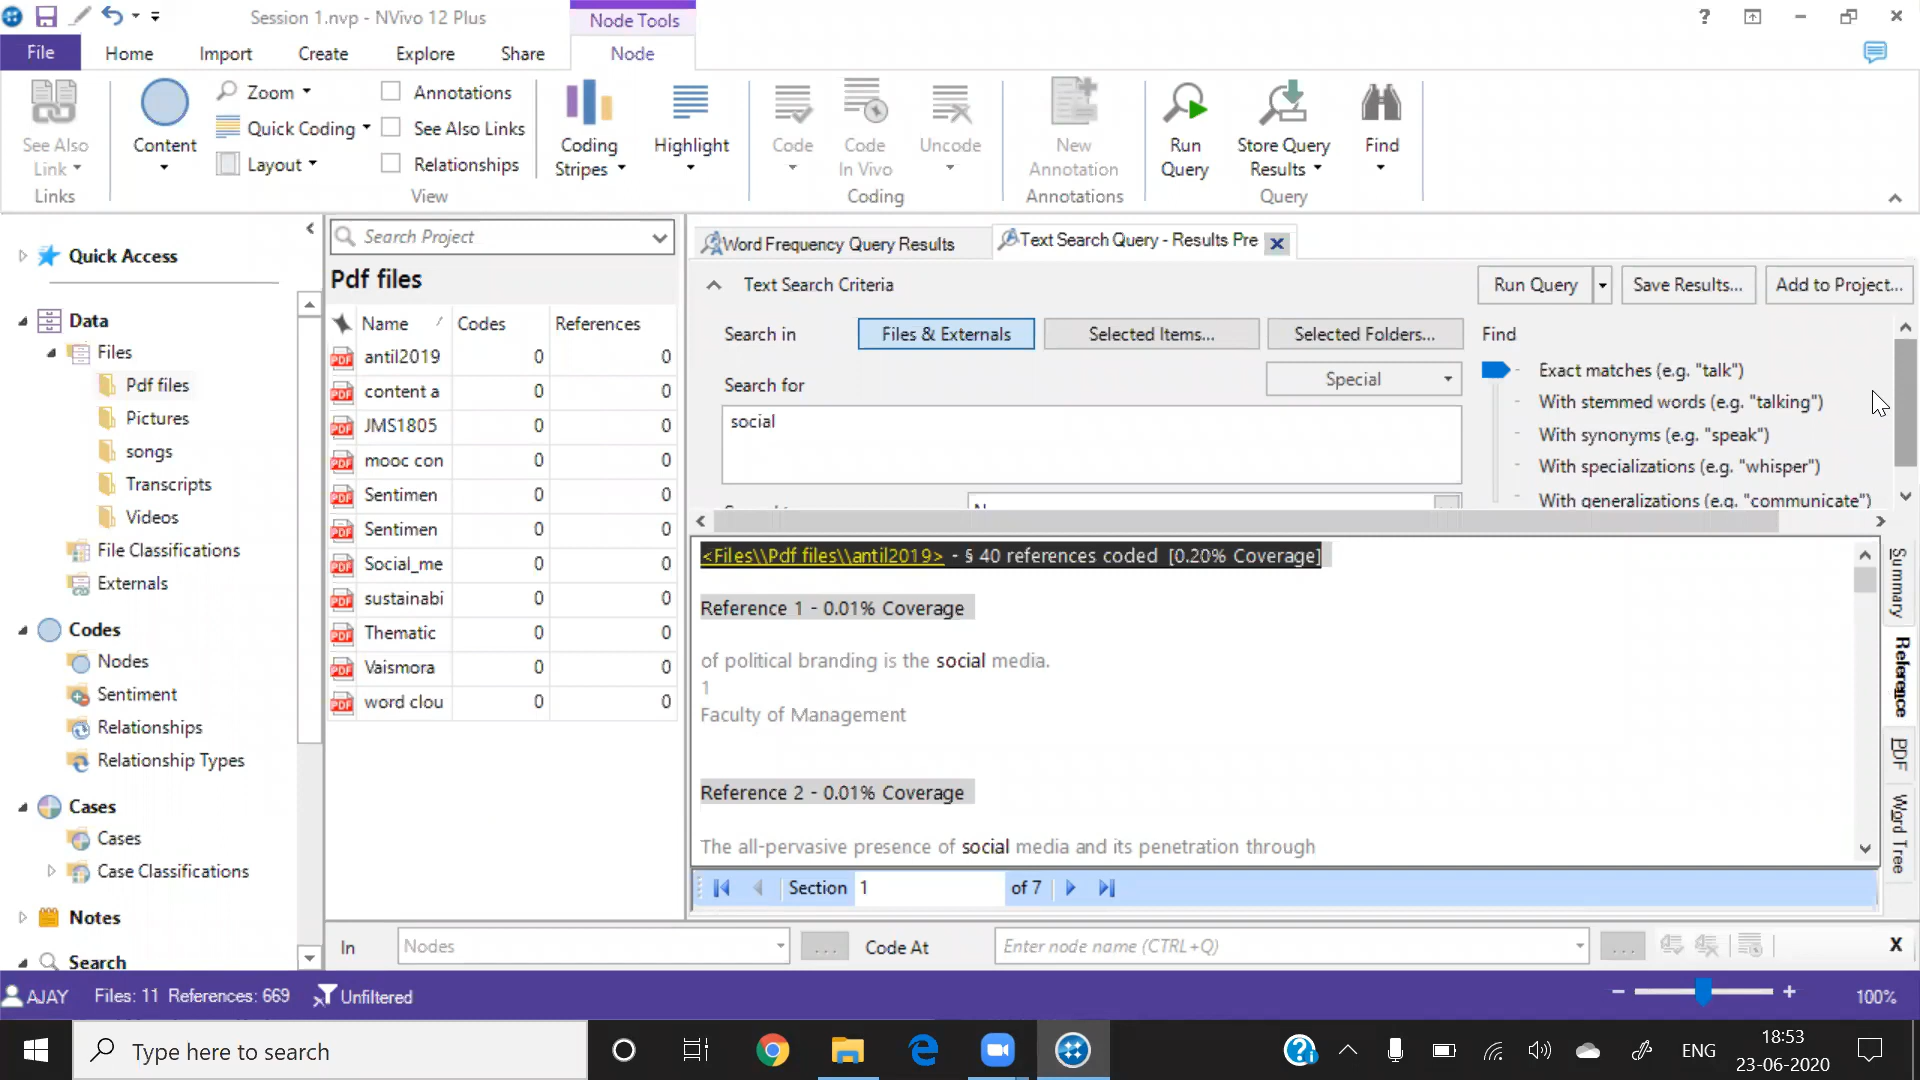 Session 1.nvp - NVivo 12 Plus
Node Tools
?
File
Home
Import
Create
Explore
Share
Node
See Also
Link
Links
Content
Zoom
Quick Coding
Layout
Annotations
See Also Links
Relationships
View
Coding
Stripes
Highlight
Code
Code
In Vivo
Uncode
Coding
New
Annotation
Annotations
Run
Query
Store Query
Results
Query
Find
Quick Access
Data
Files
Pdf files
Pictures
songs
Transcripts
Videos
File Classifications
Externals
Codes
Nodes
Sentiment
Relationships
Relationship Types
Cases
Cases
Case Classifications
Notes
Search
Search Project
Pdf files
Name Codes References
antil2019 0 0
content a 0 0
JMS1805 0 0
mooc con 0 0
Sentimen 0 0
Sentimen 0 0
Social_me 0 0
sustainabi 0 0
Thematic 0 0
Vaismora 0 0
word clou 0 0
Word Frequency Query Results
Text Search Query - Results Pre
Text Search Criteria
Run Query
Save Results...
Add to Project...
Search in
Files & Externals
Selected Items...
Selected Folders...
Find
Search for
Special
social
Exact matches (e.g. "talk")
With stemmed words (e.g. "talking")
With synonyms (e.g. "speak")
With specializations (e.g. "whisper")
With generalizations (e.g. "communicate")
<Files\\Pdf files\\antil2019> - § 40 references coded [0.20% Coverage]
Reference 1 - 0.01% Coverage
of political branding is the social media.
1
Faculty of Management
Reference 2 - 0.01% Coverage
The all-pervasive presence of social media and its penetration through
Summary
Reference
PDF
Word Tree
Section 1 of 7
In
Nodes
...
Code At
Enter node name (CTRL+Q)
...
X
AJAY
Files: 11 References: 669
Unfiltered
100%
Type here to search
ENG
18:53
23-06-2020